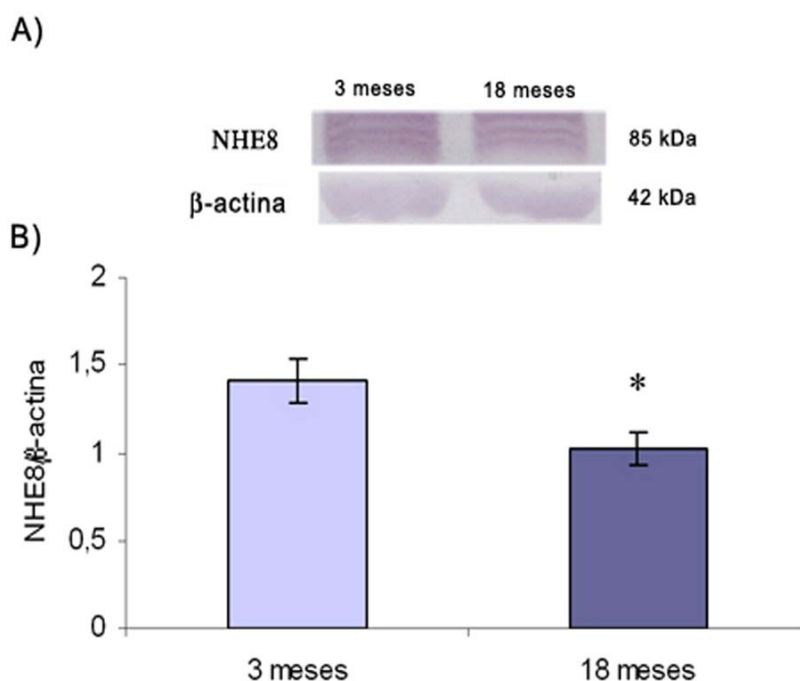 A)
3 meses 18 meses
NHE8 85 kDa
β-actina 42 kDa
B)
2
1,5
*
1
0,5
0
NHE8/β-actina
3 meses 18 meses